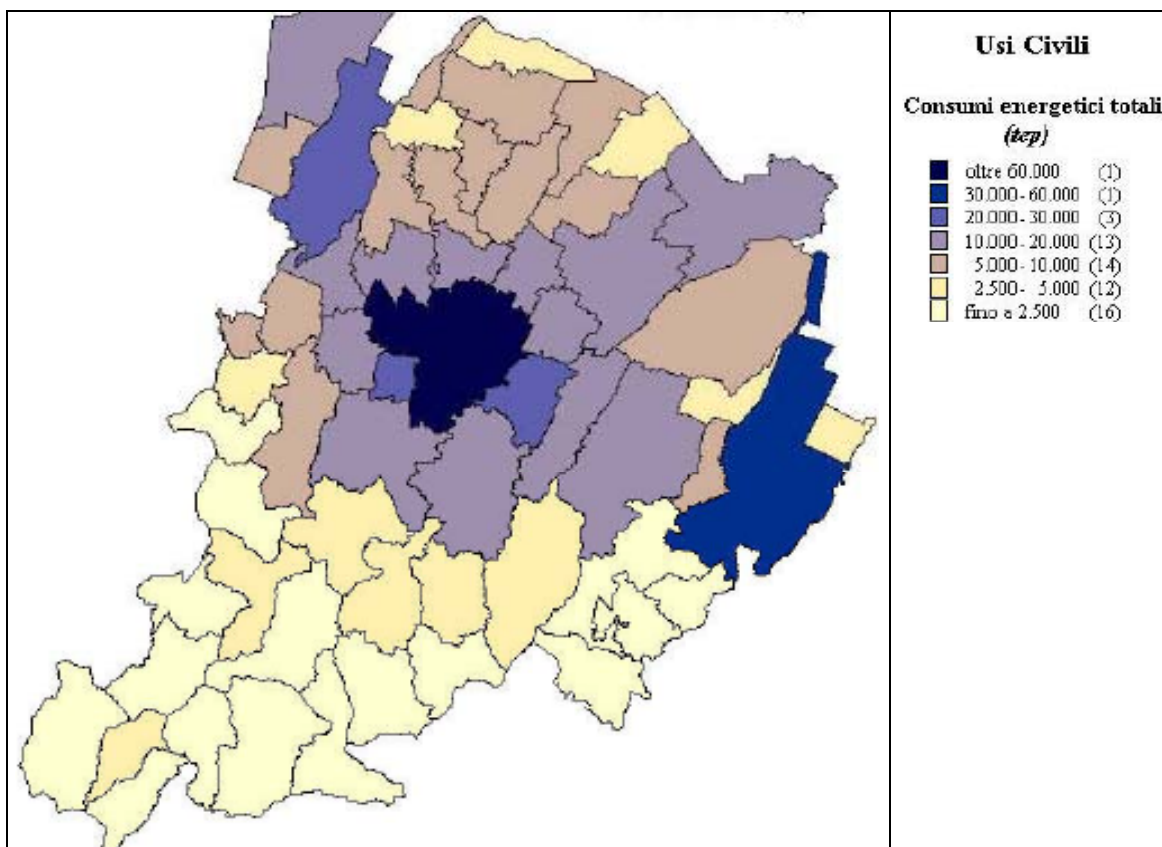 Usi Civili
Consumi energetici totali
(tep)
oltre 60.000 (1)
30.000 - 60.000 (1)
20.000 - 30.000 (3)
10.000 - 20.000 (13)
5.000 - 10.000 (14)
2.500 - 5.000 (12)
fino a 2.500 (16)